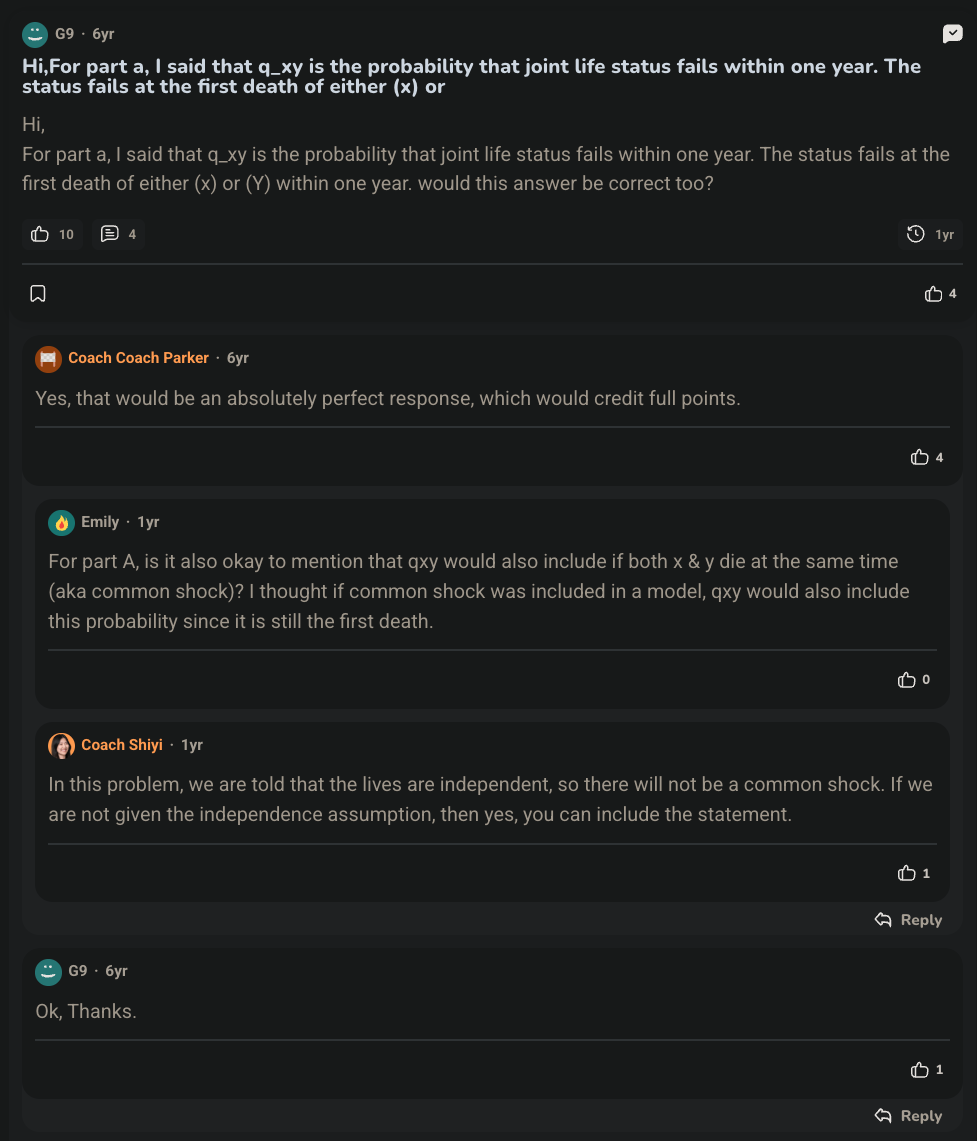 G9 · 6yr
Hi,For part a, I said that q_xy is the probability that joint life status fails within one year. The
status fails at the first death of either (x) or
Hi,
For part a, I said that q_xy is the probability that joint life status fails within one year. The status fails at the
first death of either (x) or (Y) within one year. would this answer be correct too?
10 4 1yr
4
Coach Coach Parker · 6yr
Yes, that would be an absolutely perfect response, which would credit full points.
4
Emily · 1yr
For part A, is it also okay to mention that qxy would also include if both x & y die at the same time
(aka common shock)? I thought if common shock was included in a model, qxy would also include
this probability since it is still the first death.
0
Coach Shiyi · 1yr
In this problem, we are told that the lives are independent, so there will not be a common shock. If we
are not given the independence assumption, then yes, you can include the statement.
1
Reply
G9 · 6yr
Ok, Thanks.
1
Reply